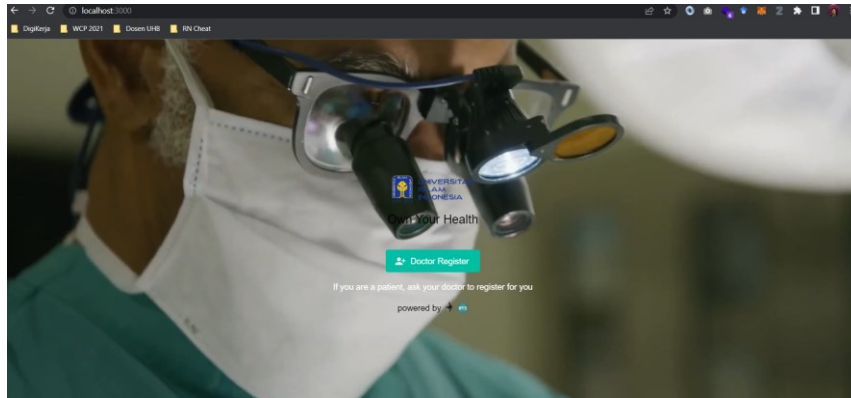 localhost:3000
DigiKerja WCP 2021 Dosen UHB RN Cheat
UNIVERSITAS
ISLAM
INDONESIA
Own Your Health
Doctor Register
If you are a patient, ask your doctor to register for you
powered by